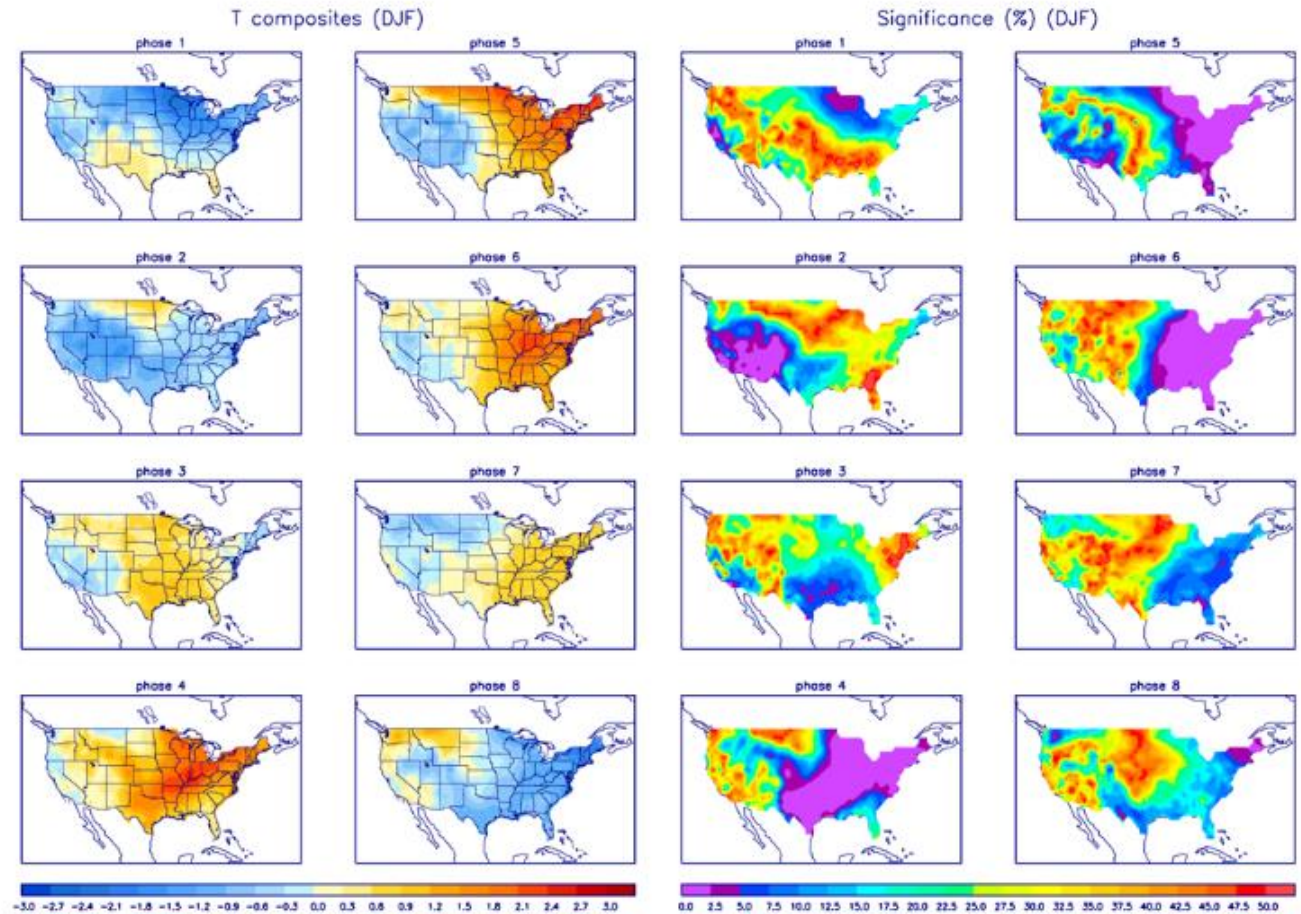 T composites (DJF) Significance (%) (DJF)
phase 1 phase 5 phase 1 phase 5
phase 2 phase 6 phase 2 phase 6
phase 3 phase 7 phase 3 phase 7
phase 4 phase 8 phase 4 phase 8
-3.0 -2.7 -2.4 -2.1 -1.8 -1.5 -1.2 -0.9 -0.6 -0.3 0.0 0.3 0.6 0.9 1.2 1.5 1.8 2.1 2.4 2.7 3.0 0.0 2.5 5.0 7.5 10.0 12.5 15.0 17.5 20.0 22.5 25.0 27.5 30.0 32.5 35.0 37.5 40.0 42.5 45.0 47.5 50.0